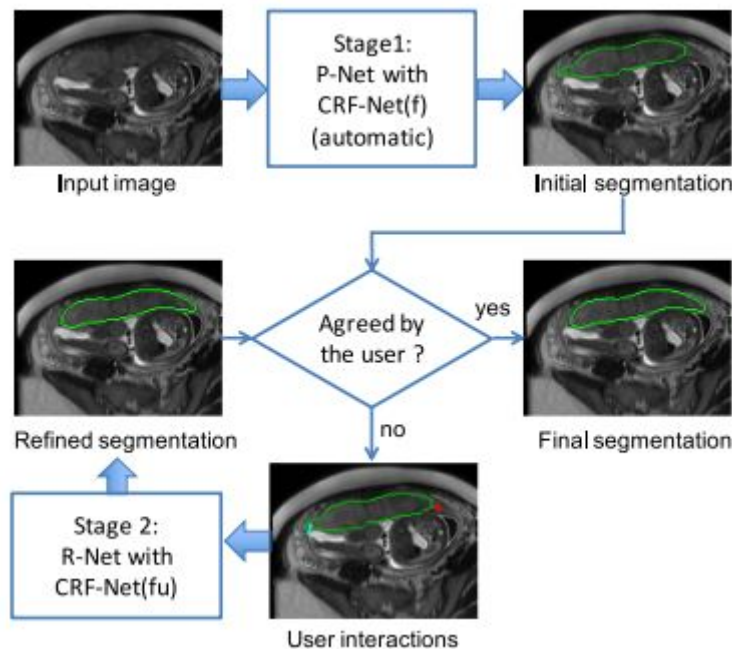 Stage1:
P-Net with
CRF-Net(f)
(automatic)
Input image
Initial segmentation
Agreed by
the user ?
yes
no
Refined segmentation
Final segmentation
Stage 2:
R-Net with
CRF-Net(fu)
User interactions